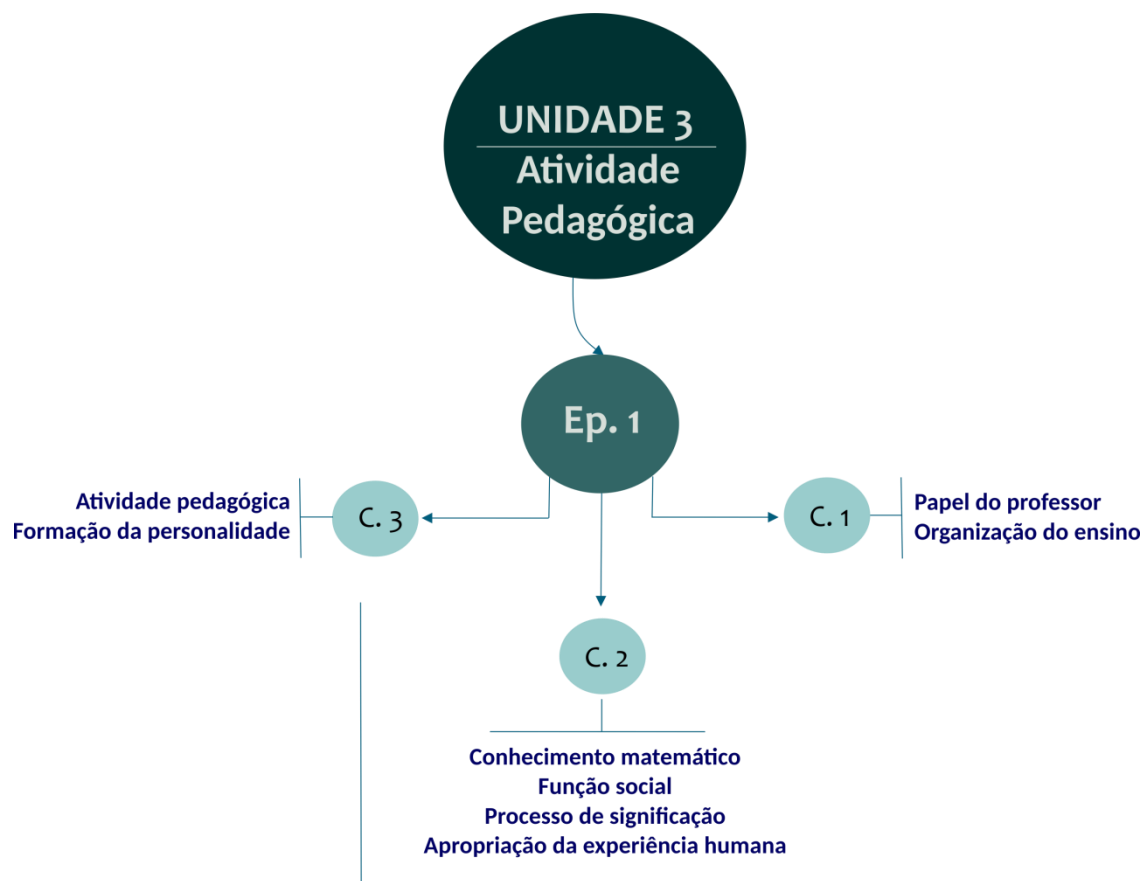 UNIDADE 3
Atividade
Pedagógica
Ep. 1
Atividade pedagógica
Formação da personalidade
C. 3
C. 1
Papel do professor
Organização do ensino
C. 2
Conhecimento matemático
Função social
Processo de significação
Apropriação da experiência humana